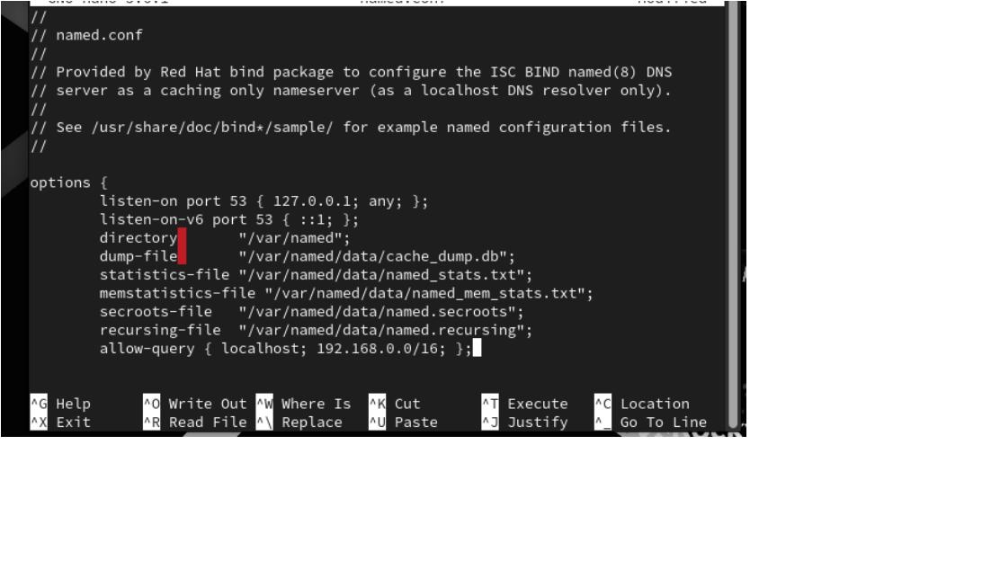 //
// named.conf
//
// Provided by Red Hat bind package to configure the ISC BIND named(8) DNS
// server as a caching only nameserver (as a localhost DNS resolver only).
//
// See /usr/share/doc/bind*/sample/ for example named configuration files.
//
options {
listen-on port 53 { 127.0.0.1; any; };
listen-on-v6 port 53 { ::1; };
directory "/var/named";
dump-file "/var/named/data/cache_dump.db";
statistics-file "/var/named/data/named_stats.txt";
memstatistics-file "/var/named/data/named_mem_stats.txt";
secroots-file "/var/named/data/named.secroots";
recursing-file "/var/named/data/named.recursing";
allow-query { localhost; 192.168.0.0/16; };
^G Help ^O Write Out ^W Where Is ^K Cut ^T Execute ^C Location
^X Exit ^R Read File ^\ Replace ^U Paste ^J Justify ^_ Go To Line